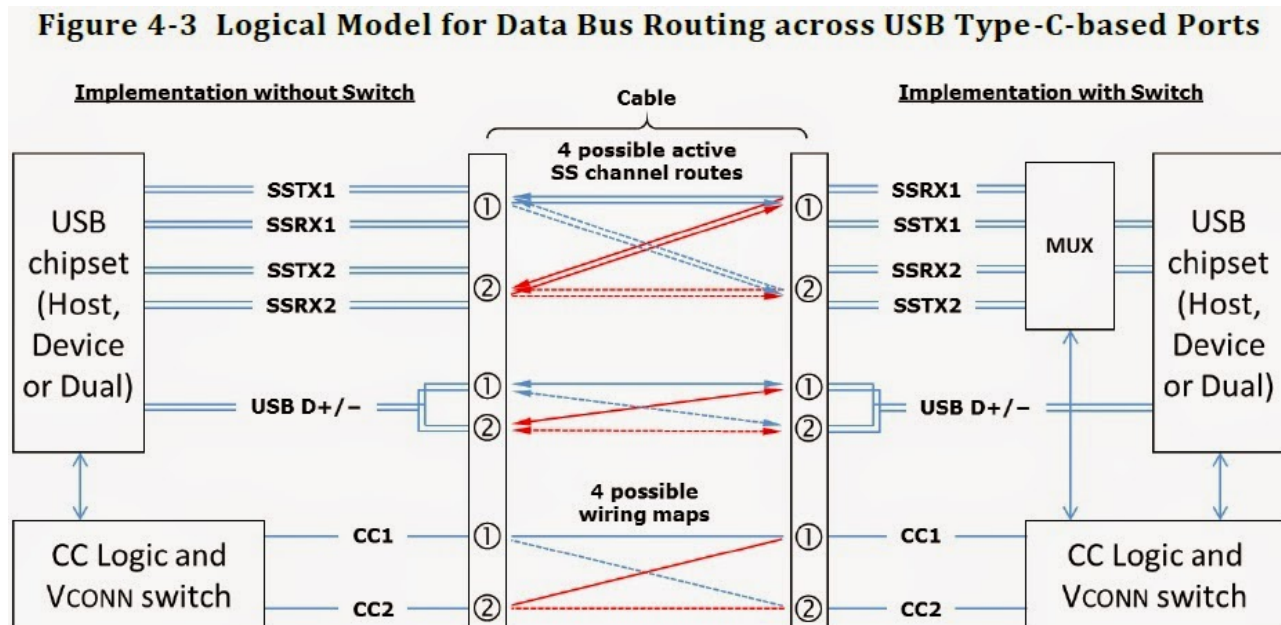 Figure 4-3 Logical Model for Data Bus Routing across USB Type-C-based Ports
Implementation without Switch
Cable
Implementation with Switch
4 possible active
SS channel routes
USB
chipset
(Host,
Device
or Dual)
SSTX1
SSRX1
SSTX2
SSRX2
USB D+/−
①
②
①
②
①
②
①
②
①
②
①
②
SSRX1
SSTX1
SSRX2
SSTX2
USB D+/−
MUX
USB
chipset
(Host,
Device
or Dual)
4 possible
wiring maps
CC Logic and
VCONN switch
CC1
CC2
CC1
CC2
CC Logic and
VCONN switch